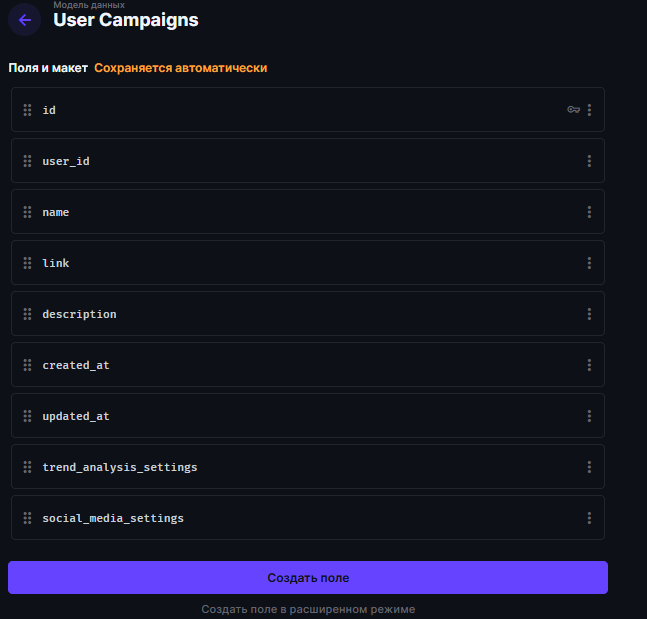 Модель данных
User Campaigns
Поля и макет Сохраняется автоматически
id
user_id
name
link
description
created_at
updated_at
trend_analysis_settings
social_media_settings
Создать поле
Создать поле в расширенном режиме